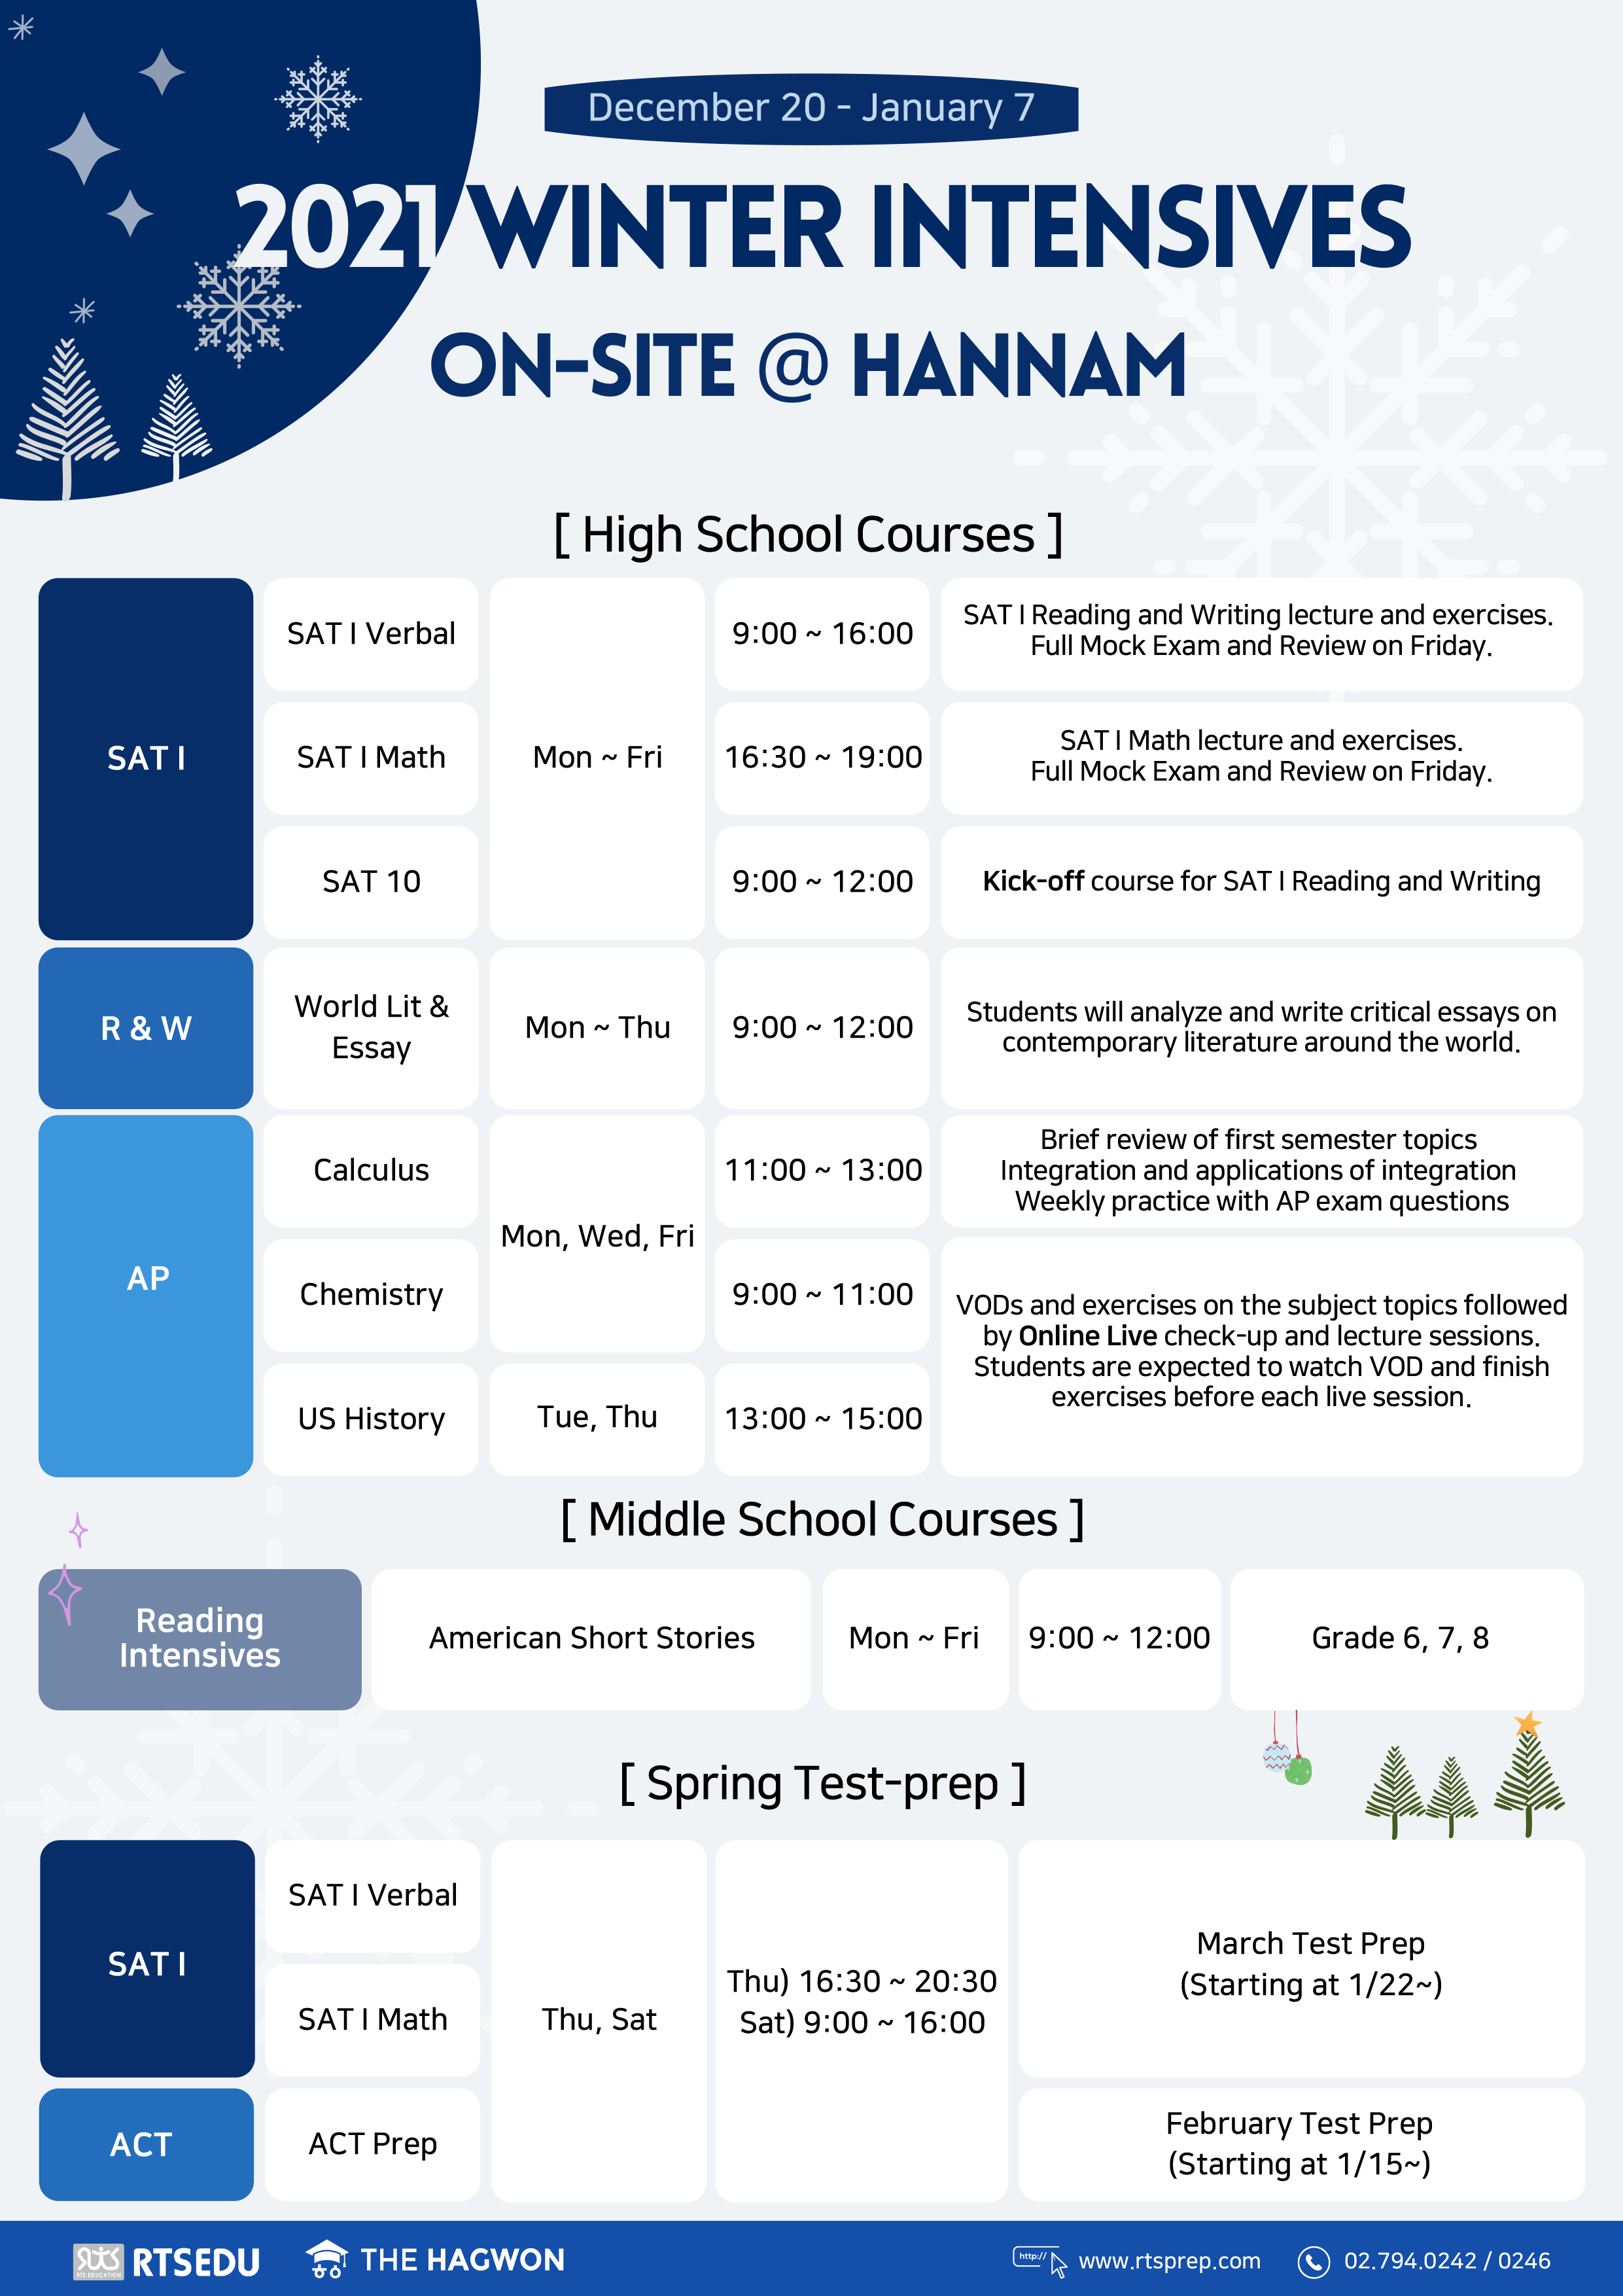 December 20 - January 7
2021 WINTER INTENSIVES
ON-SITE @ HANNAM
[ High School Courses ]
SAT I
SAT I Verbal
Mon ~ Fri
9:00 ~ 16:00
SAT I Reading and Writing lecture and exercises.
Full Mock Exam and Review on Friday.
SAT I Math
16:30 ~ 19:00
SAT I Math lecture and exercises.
Full Mock Exam and Review on Friday.
SAT 10
9:00 ~ 12:00
Kick-off course for SAT I Reading and Writing
R & W
World Lit &
Essay
Mon ~ Thu
9:00 ~ 12:00
Students will analyze and write critical essays on
contemporary literature around the world.
AP
Calculus
Mon, Wed, Fri
11:00 ~ 13:00
Brief review of first semester topics
Integration and applications of integration
Weekly practice with AP exam questions
Chemistry
9:00 ~ 11:00
VODs and exercises on the subject topics followed
by Online Live check-up and lecture sessions.
Students are expected to watch VOD and finish
exercises before each live session.
US History
Tue, Thu
13:00 ~ 15:00
[ Middle School Courses ]
Reading
Intensives
American Short Stories
Mon ~ Fri
9:00 ~ 12:00
Grade 6, 7, 8
[ Spring Test-prep ]
SAT I
SAT I Verbal
SAT I Math
Thu, Sat
Thu) 16:30 ~ 20:30
Sat) 9:00 ~ 16:00
March Test Prep
(Starting at 1/22~)
ACT
ACT Prep
February Test Prep
(Starting at 1/15~)
RTS EDUCATION
RTSEDU
THE HAGWON
http://
www.rtsprep.com
02.794.0242 / 0246